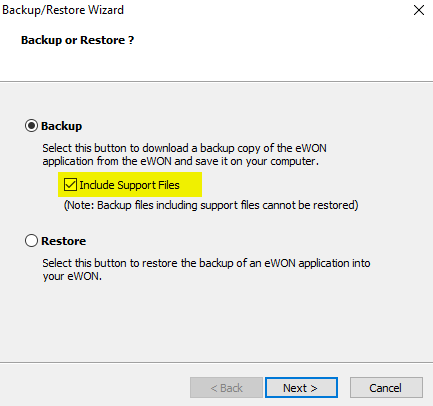 Backup/Restore Wizard
Backup or Restore ?
Backup
Select this button to download a backup copy of the eWON
application from the eWON and save it on your computer.
Include Support Files
(Note: Backup files including support files cannot be restored)
Restore
Select this button to restore the backup of an eWON application into
your eWON.
< Back Next > Cancel